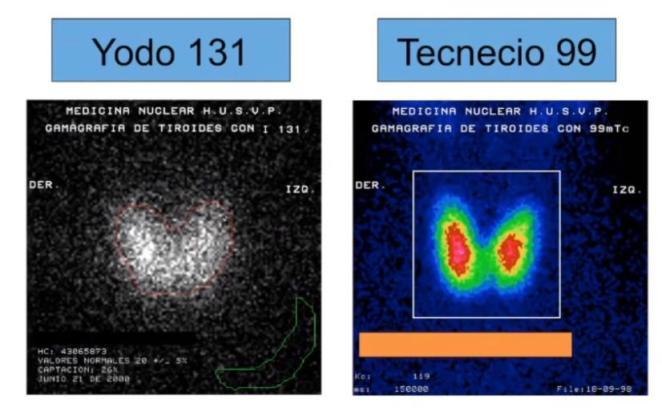 Yodo 131
Tecnecio 99
MEDICINA NUCLEAR H.U.S.V.P.
GAMAGRAFIA DE TIROIDES CON I 131.
DER.
IZQ.
HC: 43065873
VALORES NORMALES 20 +/_ 5%
CAPTACION: 26%
JUNIO 21 DE 2000
MEDICINA NUCLEAR H.U.S.V.P.
GAMAGRAFIA DE TIROIDES CON 99mTc
DER.
IZQ.
Kc: 119
150000
File:18-09-98